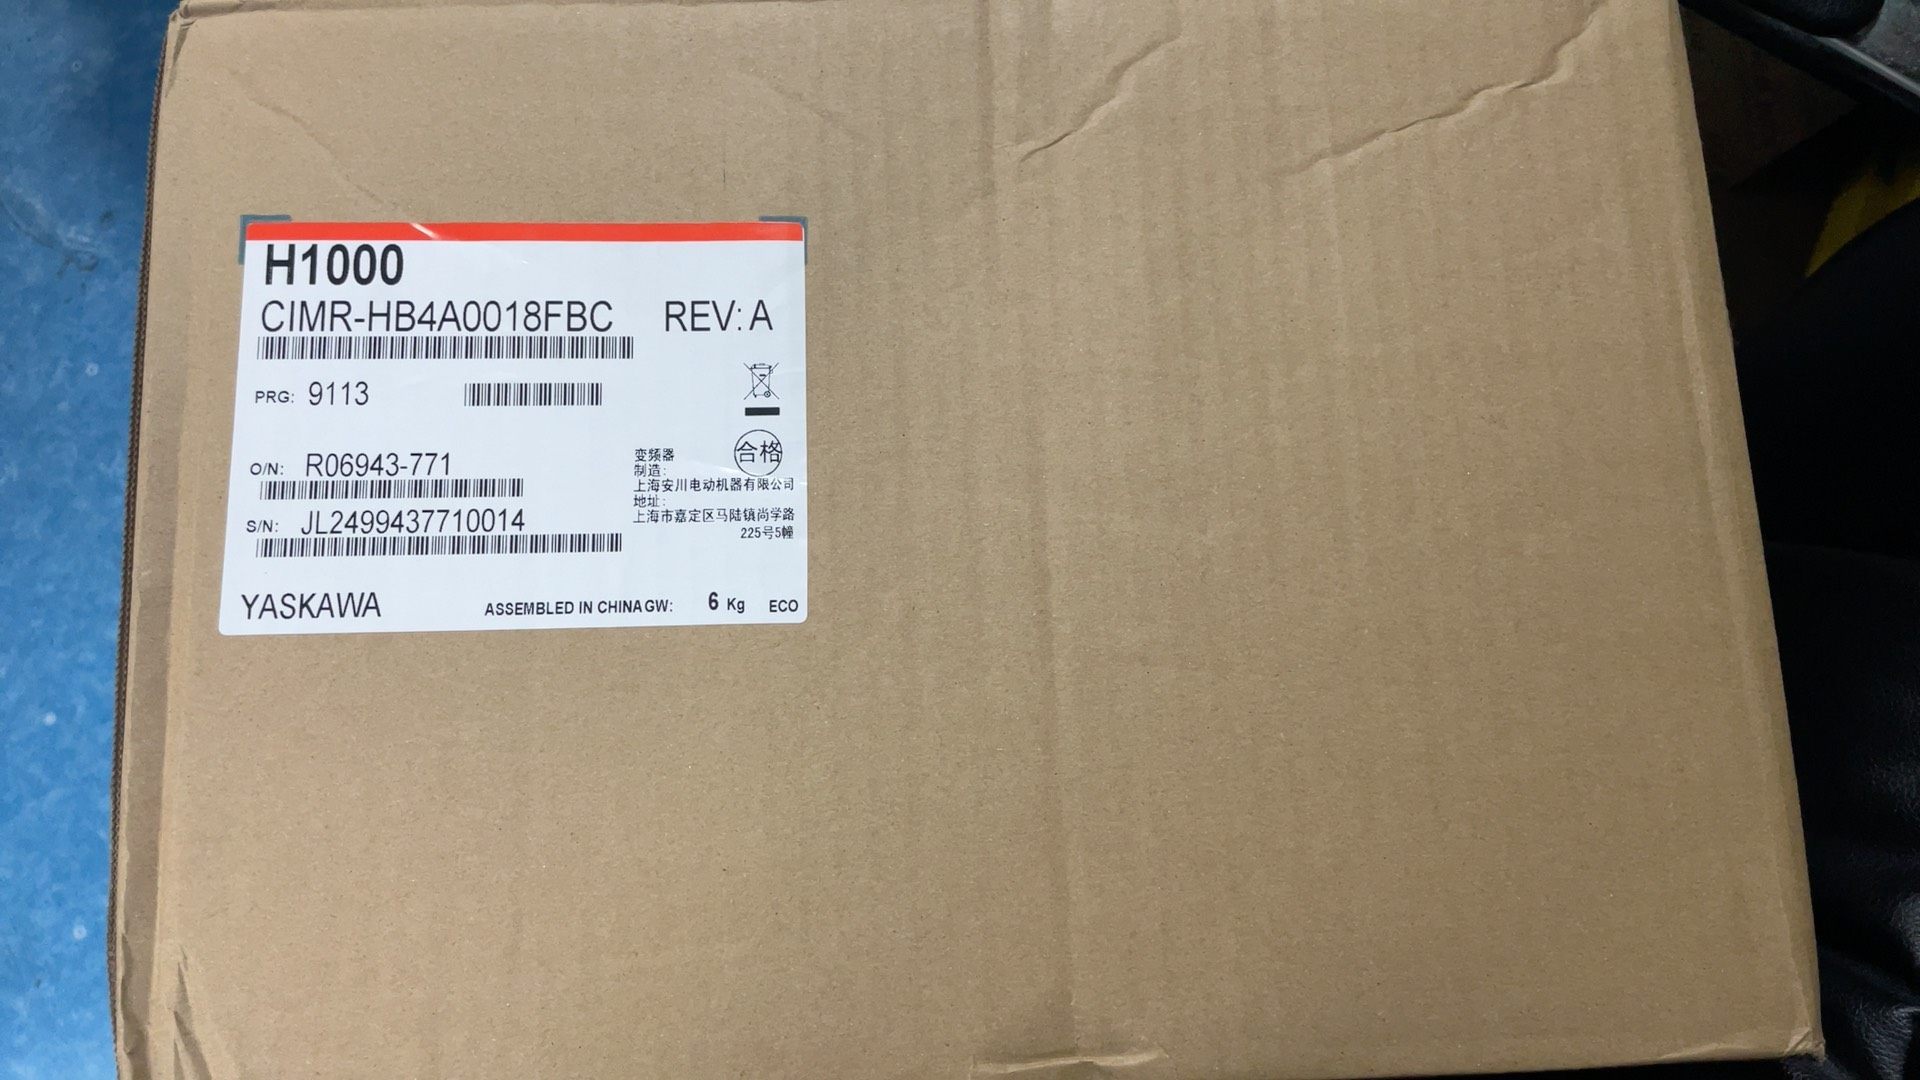 H1000
CIMR-HB4A0018FBC REV: A
PRG: 9113
O/N: R06943-771
S/N: JL2499437710014
合格
变频器
制造:
上海安川电动机器有限公司
地址:
上海市嘉定区马陆镇尚学路
225号5幢
YASKAWA ASSEMBLED IN CHINA GW: 6 Kg ECO